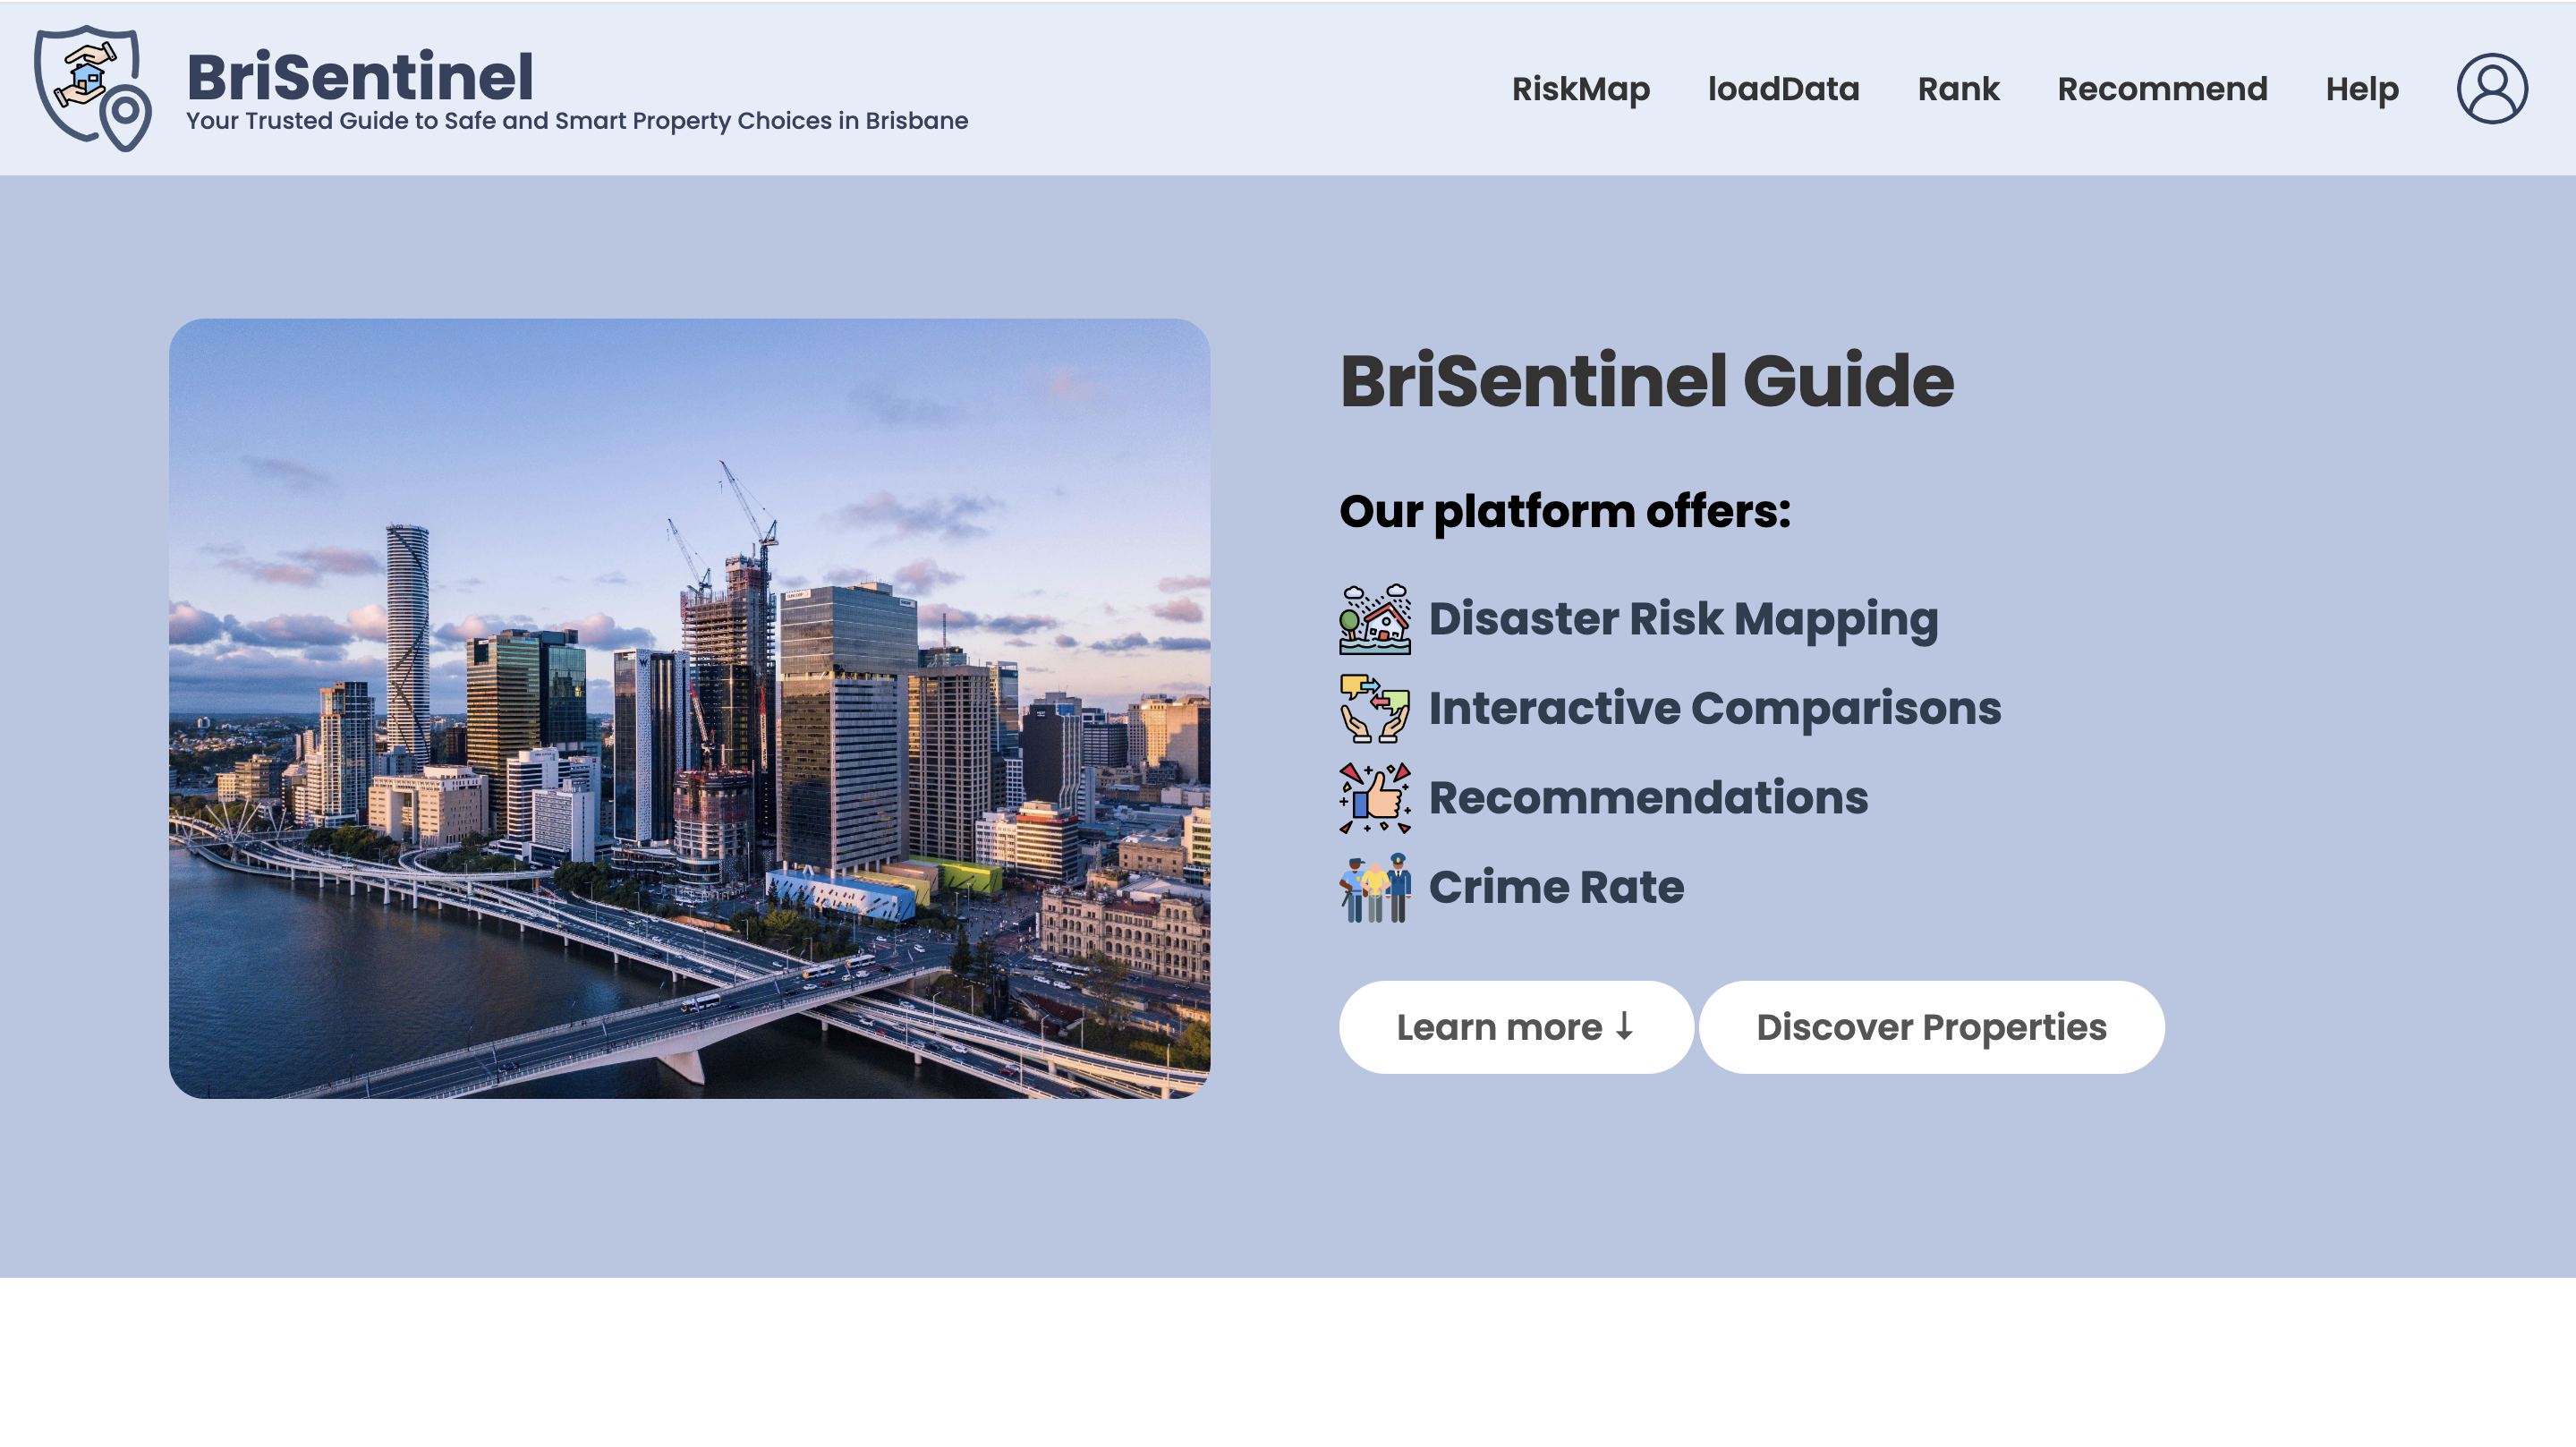 BriSentinel
Your Trusted Guide to Safe and Smart Property Choices in Brisbane
RiskMap loadData Rank Recommend Help
BriSentinel Guide
Our platform offers:
Disaster Risk Mapping
Interactive Comparisons
Recommendations
Crime Rate
Learn more ↓ Discover Properties